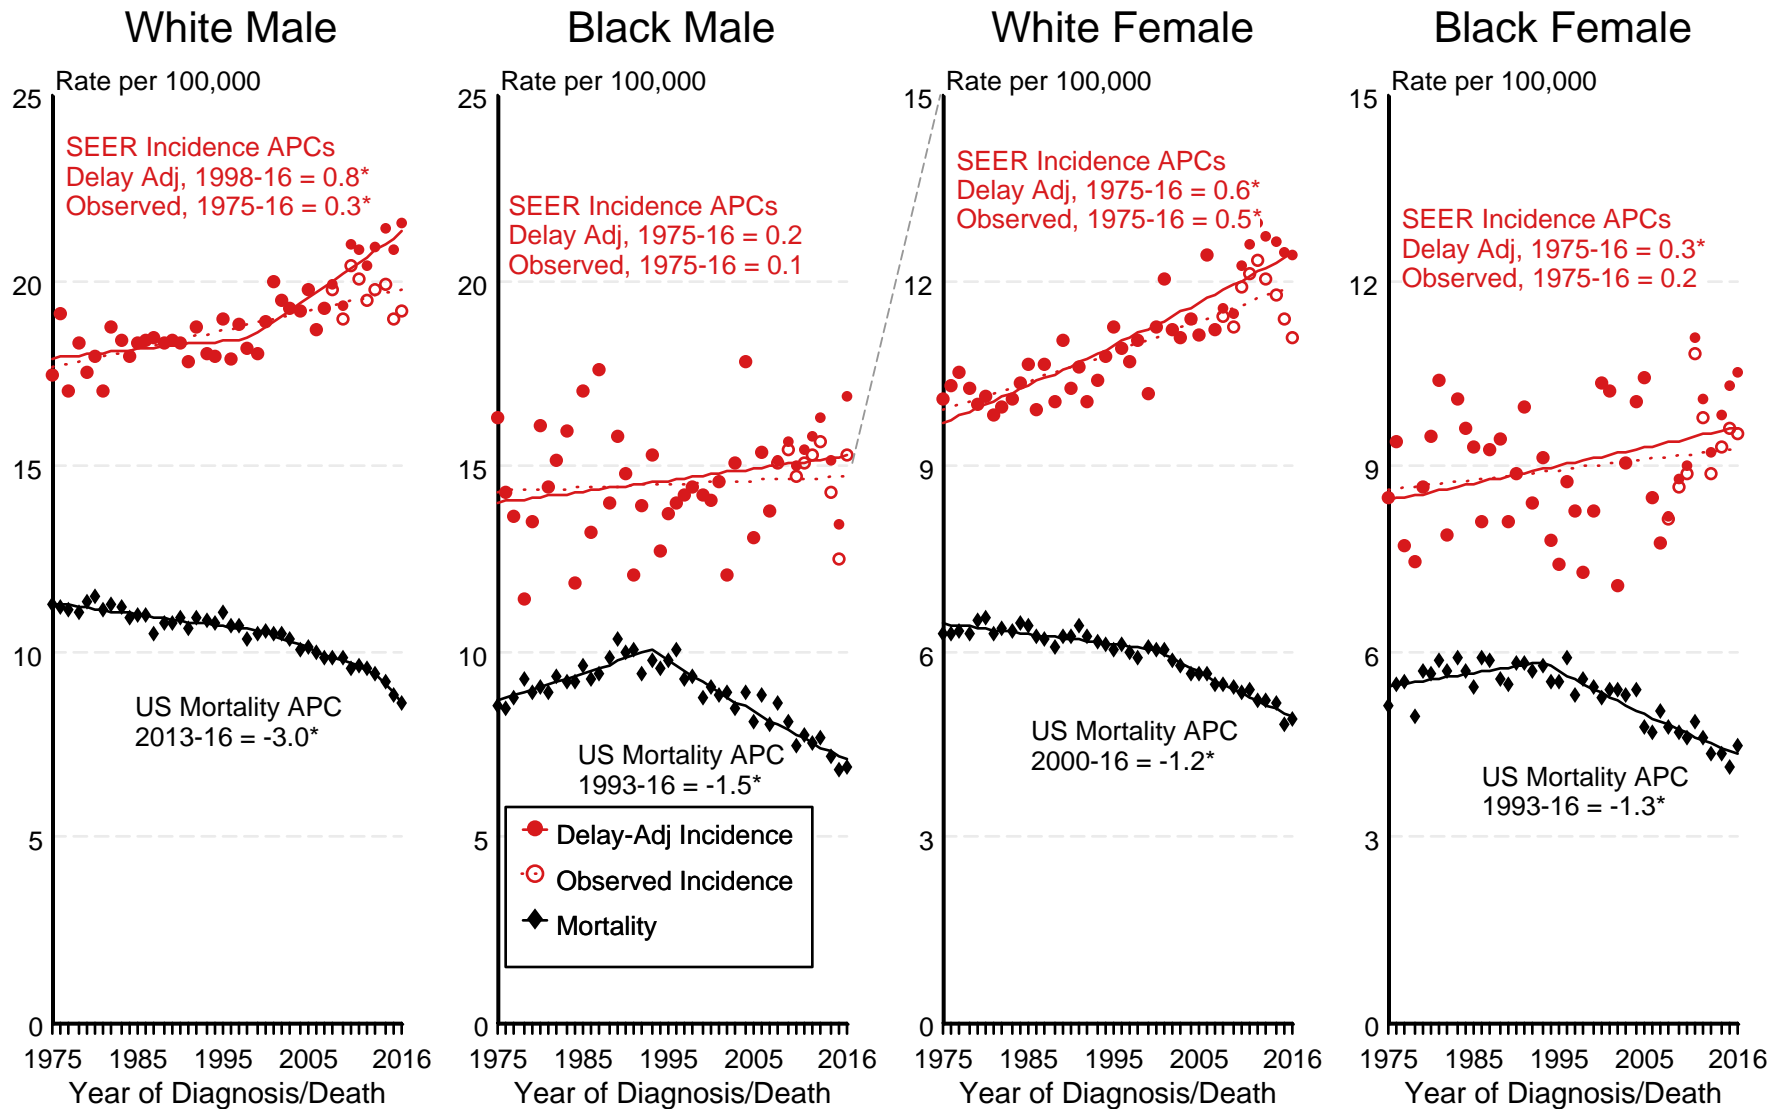 White Male
Rate per 100,000
25
20
15
10
5
0
SEER Incidence APCs
Delay Adj, 1998-16 = 0.8*
Observed, 1975-16 = 0.3*
US Mortality APC
2013-16 = -3.0*
1975 1985 1995 2005 2016
Year of Diagnosis/Death
Black Male
Rate per 100,000
25
20
15
10
5
0
SEER Incidence APCs
Delay Adj, 1975-16 = 0.2
Observed, 1975-16 = 0.1
US Mortality APC
1993-16 = -1.5*
Delay-Adj Incidence
Observed Incidence
Mortality
1975 1985 1995 2005 2016
Year of Diagnosis/Death
White Female
Rate per 100,000
15
12
9
6
3
0
SEER Incidence APCs
Delay Adj, 1975-16 = 0.6*
Observed, 1975-16 = 0.5*
US Mortality APC
2000-16 = -1.2*
1975 1985 1995 2005 2016
Year of Diagnosis/Death
Black Female
Rate per 100,000
15
12
9
6
3
0
SEER Incidence APCs
Delay Adj, 1975-16 = 0.3*
Observed, 1975-16 = 0.2
US Mortality APC
1993-16 = -1.3*
1975 1985 1995 2005 2016
Year of Diagnosis/Death